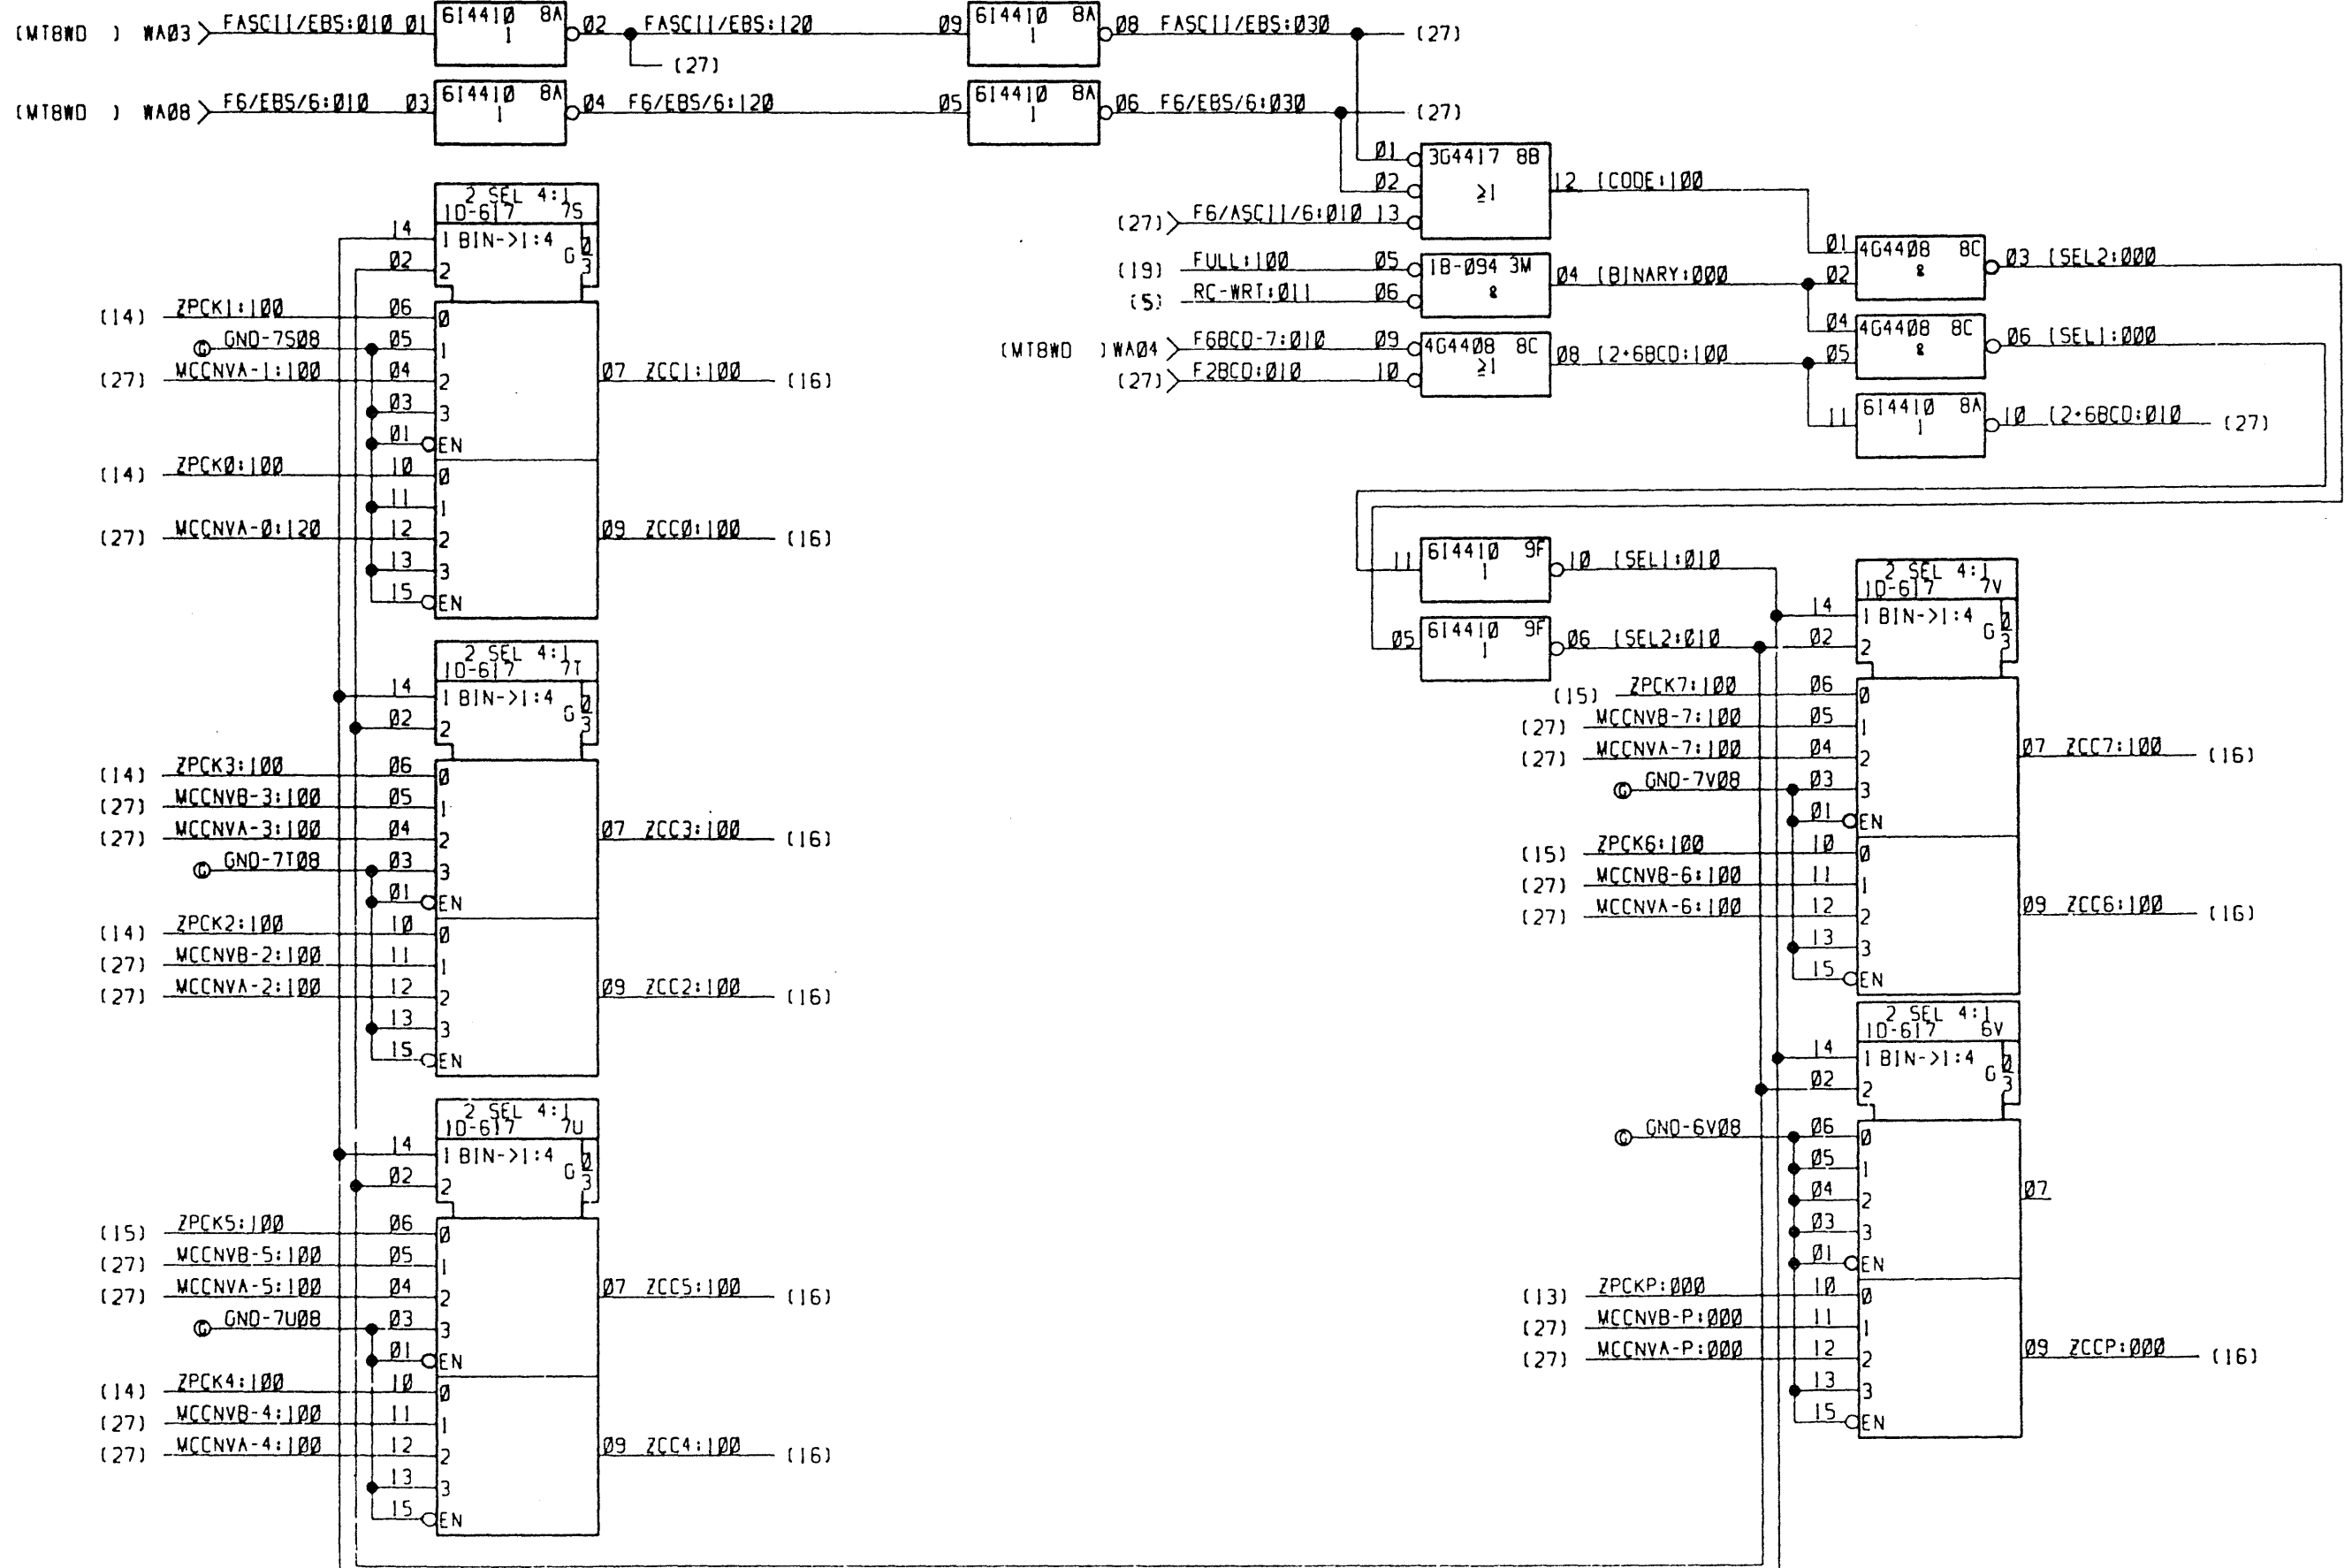 (MT8WD ) WA03 FASCII/EBS:010 01 614410 8A 1 02 FASCII/EBS:120 09 614410 8A 1 08 FASCII/EBS:030 (27)
(27)
(MT8WD ) WA08 F6/EBS/6:010 03 614410 8A 1 04 F6/EBS/6:120 05 614410 8A 1 06 F6/EBS/6:030 (27)
01 3G4417 8B
02 ≥1 12 (CODE:100
(27) F6/ASCII/6:010 13
(19) FULL:100 05 1B-094 3M
(5) RC-WRT:011 06 & 04 (BINARY:000
(MT8WD ) WA04 F6BCD-7:010 09 4G4408 8C
(27) F2BCD:010 10 ≥1 08 (2+6BCD:100
01 4G4408 8C
02 & 03 (SEL2:000
04 4G4408 8C
05 & 06 (SEL1:000
11 614410 8A 1 10 (2+6BCD:010 (27)
2 SEL 4:1
1D-617 7S
14 1 BIN->1:4 G 0 3
02 2
(14) ZPCK1:100 06 0
GND-7S08 05 1
(27) MCCNVA-1:100 04 2 07 ZCC1:100 (16)
03 3
01 EN
(14) ZPCK0:100 10 0
11 1
(27) MCCNVA-0:120 12 2 09 ZCC0:100 (16)
13 3
15 EN
2 SEL 4:1
1D-617 7T
14 1 BIN->1:4 G 0 3
02 2
(14) ZPCK3:100 06 0
(27) MCCNVB-3:100 05 1
(27) MCCNVA-3:100 04 2 07 ZCC3:100 (16)
GND-7T08 03 3
01 EN
(14) ZPCK2:100 10 0
(27) MCCNVB-2:100 11 1
(27) MCCNVA-2:100 12 2 09 ZCC2:100 (16)
13 3
15 EN
2 SEL 4:1
1D-617 7U
14 1 BIN->1:4 G 0 3
02 2
(15) ZPCK5:100 06 0
(27) MCCNVB-5:100 05 1
(27) MCCNVA-5:100 04 2 07 ZCC5:100 (16)
GND-7U08 03 3
01 EN
(14) ZPCK4:100 10 0
(27) MCCNVB-4:100 11 1
(27) MCCNVA-4:100 12 2 09 ZCC4:100 (16)
13 3
15 EN
11 614410 9F 1 10 (SEL1:010
05 614410 9F 1 06 (SEL2:010
2 SEL 4:1
1D-617 7V
14 1 BIN->1:4 G 0 3
02 2
(15) ZPCK7:100 06 0
(27) MCCNVB-7:100 05 1
(27) MCCNVA-7:100 04 2 07 ZCC7:100 (16)
GND-7V08 03 3
01 EN
(15) ZPCK6:100 10 0
(27) MCCNVB-6:100 11 1
(27) MCCNVA-6:100 12 2 09 ZCC6:100 (16)
13 3
15 EN
2 SEL 4:1
1D-617 6V
14 1 BIN->1:4 G 0 3
02 2
GND-6V08 06 0
05 1
04 2 07
03 3
01 EN
(13) ZPCKP:000 10 0
(27) MCCNVB-P:000 11 1
(27) MCCNVA-P:000 12 2 09 ZCCP:000 (16)
13 3
15 EN